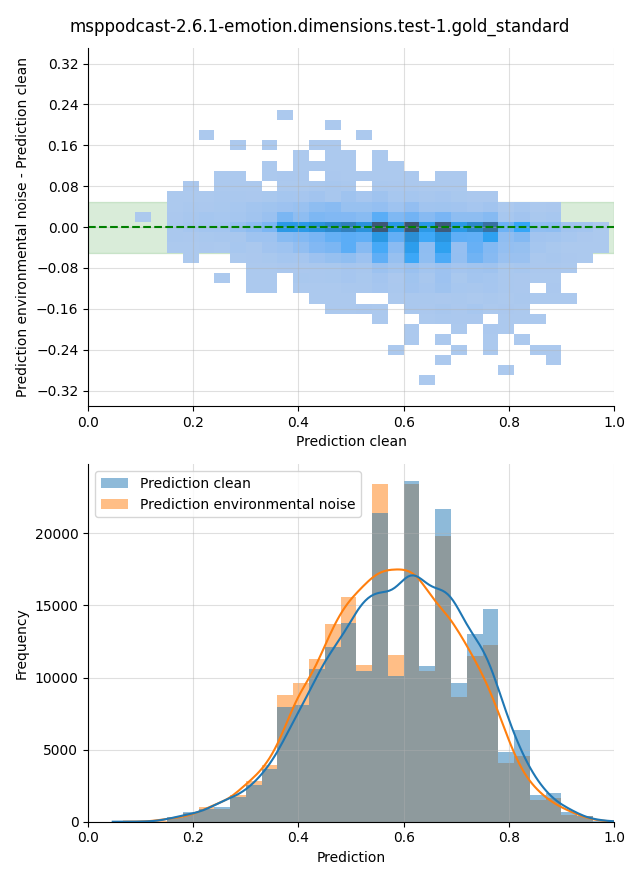 msppodcast-2.6.1-emotion.dimensions.test-1.gold_standard
Prediction environmental noise - Prediction clean
0.32
0.24
0.16
0.08
0.00
−0.08
−0.16
−0.24
−0.32
0.0 0.2 0.4 0.6 0.8 1.0
Prediction clean
Prediction clean
Prediction environmental noise
Frequency
20000
15000
10000
5000
0
0.0 0.2 0.4 0.6 0.8 1.0
Prediction